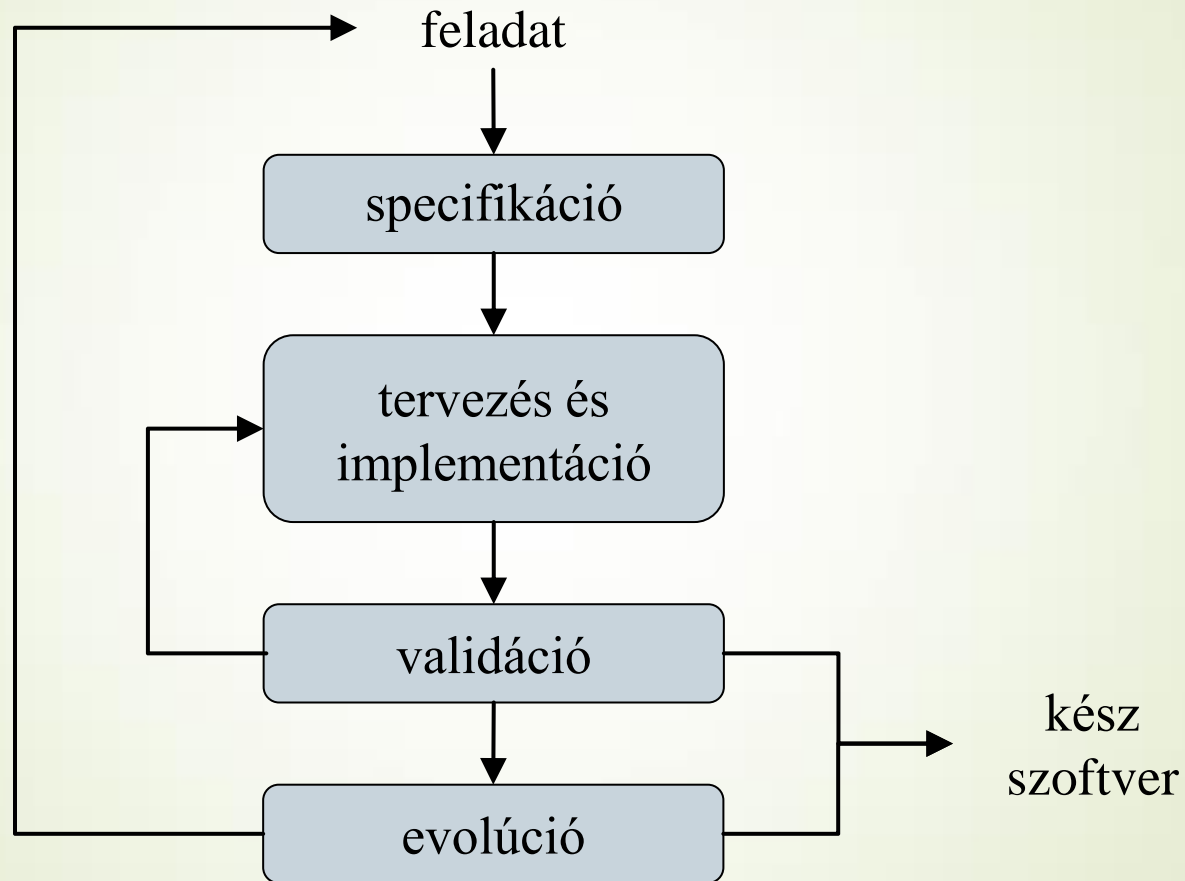 feladat
specifikáció
tervezés és
implementáció
validáció
kész
szoftver
evolúció